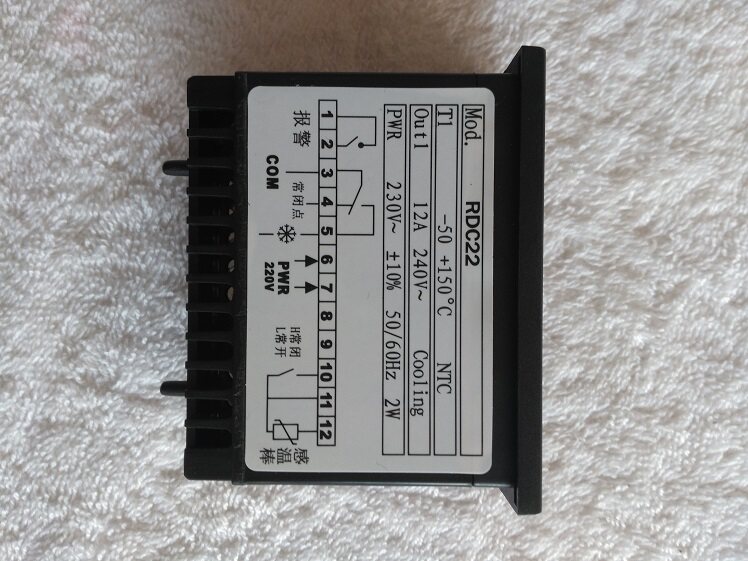 Mod. RDC22
T1 -50 +150°C NTC
Out1 12A 240V~ Cooling
PWR 230V~ ±10% 50/60Hz 2W
1 2 3 4 5 6 7 8 9 10 11 12
报警 COM 常闭点 PWR H常闭
220V L常开
感温棒